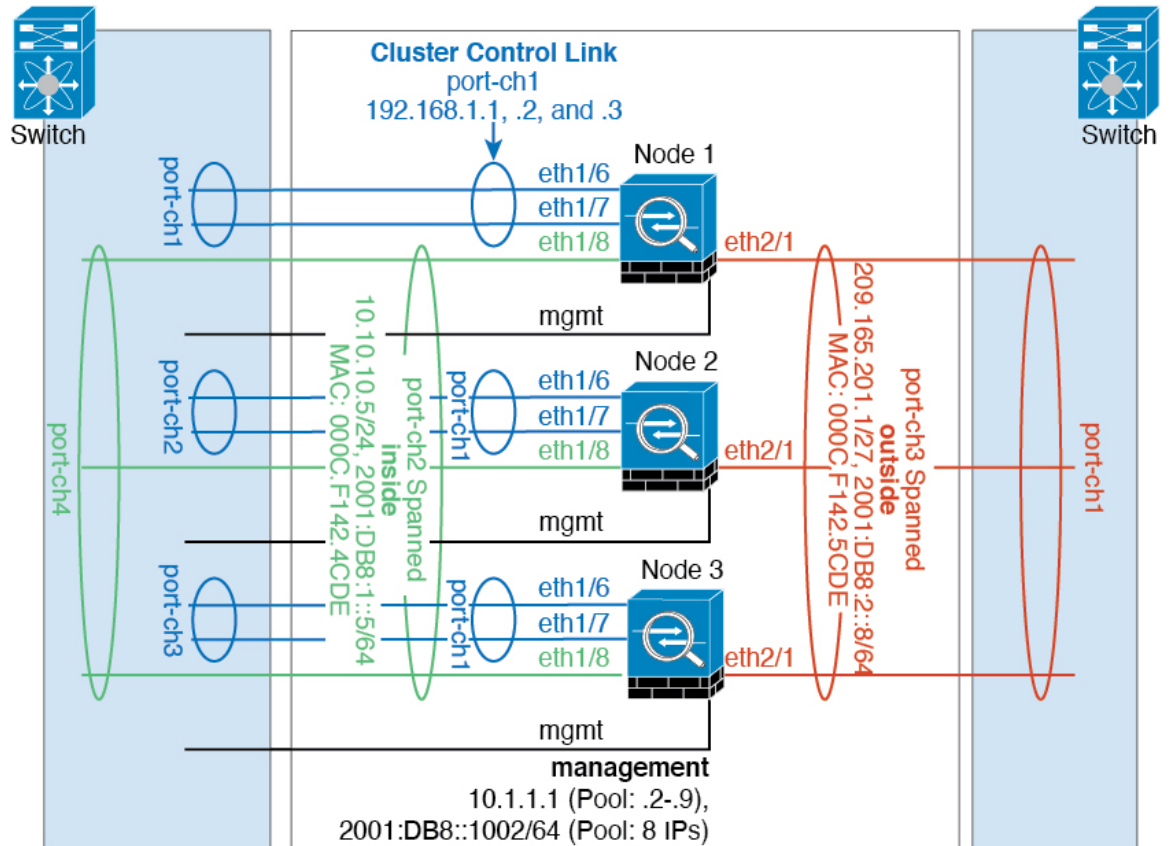 Switch
Switch
Cluster Control Link
port-ch1
192.168.1.1, .2, and .3
Node 1
port-ch1
eth1/6
eth1/7
eth1/8
eth2/1
mgmt
Node 2
port-ch2
port-ch1
eth1/6
eth1/7
eth1/8
eth2/1
mgmt
Node 3
port-ch3
port-ch1
eth1/6
eth1/7
eth1/8
eth2/1
mgmt
port-ch4
port-ch2 Spanned
inside
10.10.10.5/24, 2001:DB8:1::5/64
MAC: 000C.F142.4CDE
port-ch3 Spanned
outside
209.165.201.1/27, 2001:DB8:2::8/64
MAC: 000C.F142.5CDE
port-ch1
management
10.1.1.1 (Pool: .2-.9),
2001:DB8::1002/64 (Pool: 8 IPs)